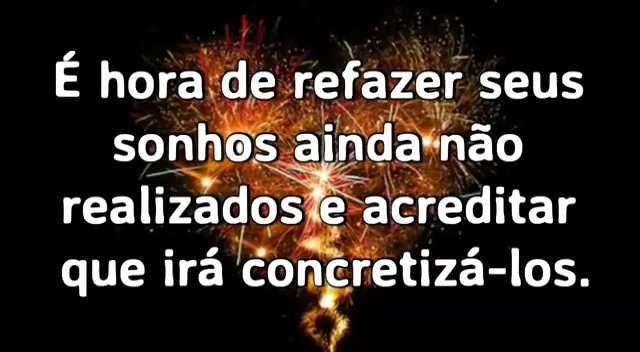 É hora de refazer seus
sonhos ainda não
realizados e acreditar
que irá concretizá-los.